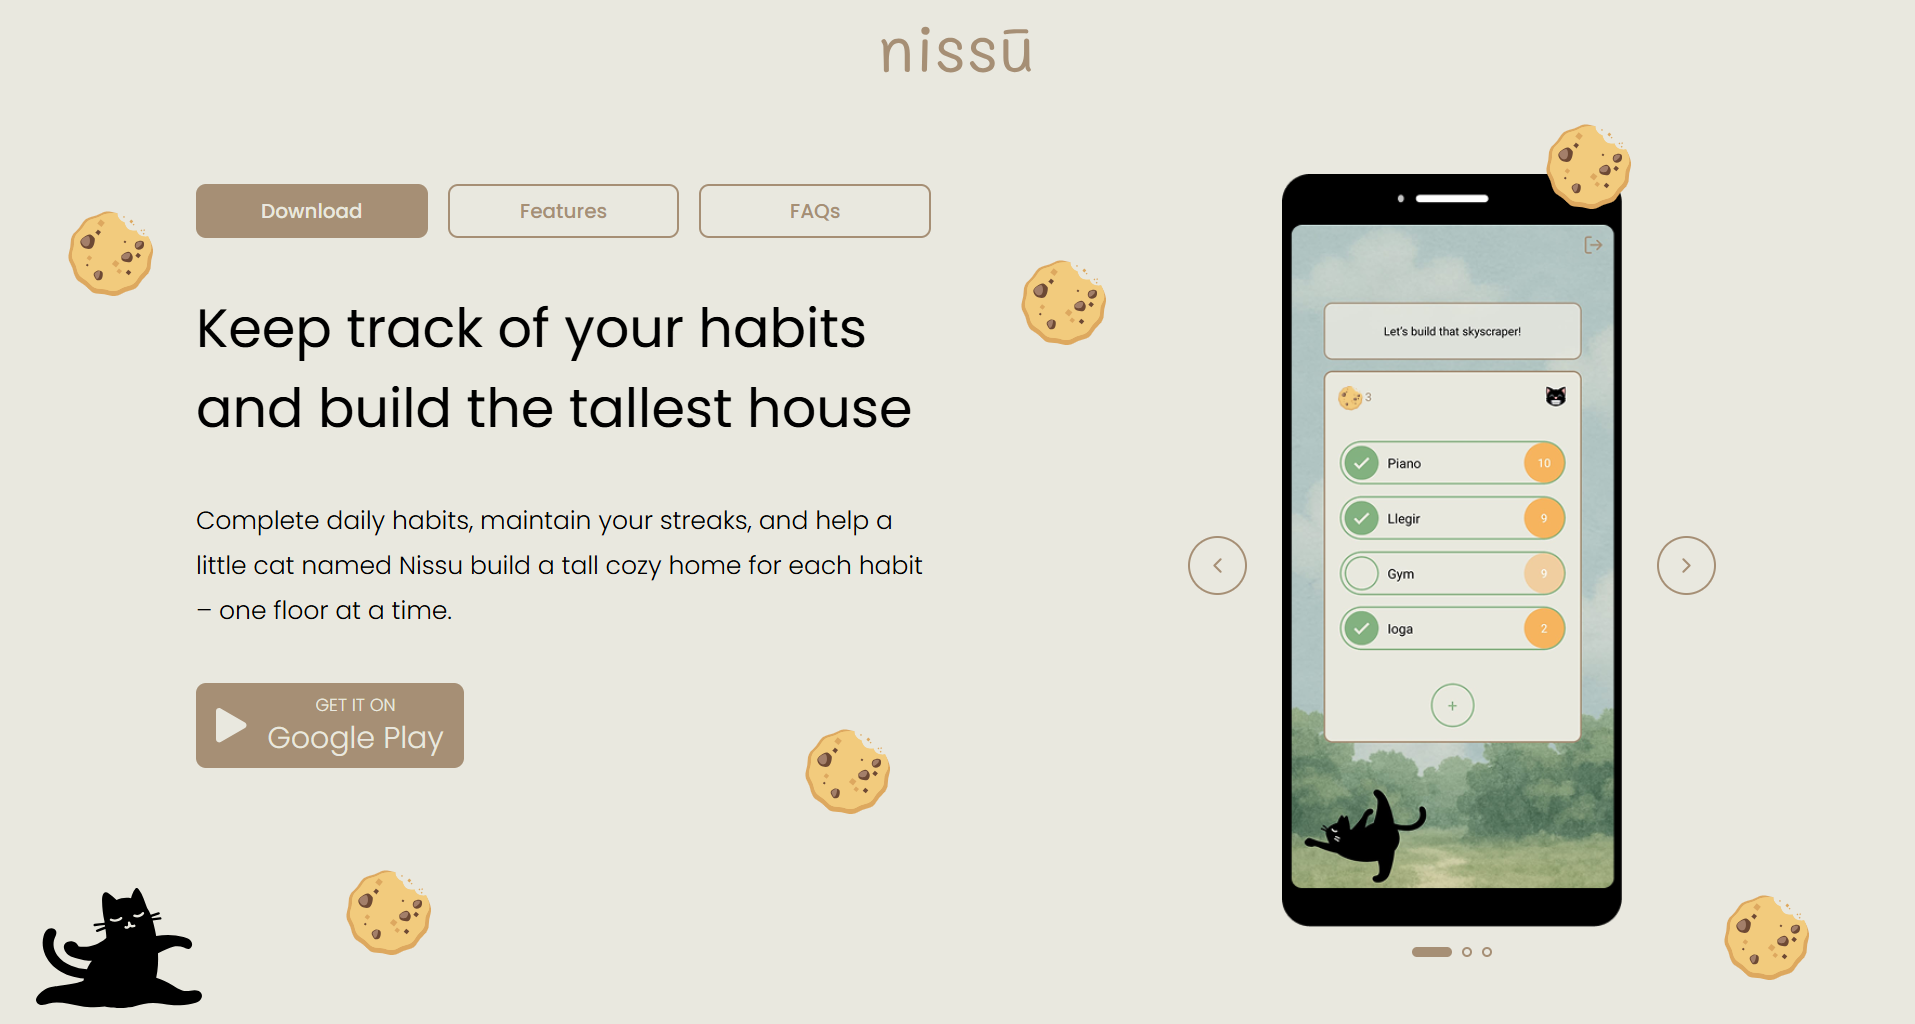 nissū
Download
Features
FAQs
Keep track of your habits
and build the tallest house
Complete daily habits, maintain your streaks, and help a
little cat named Nissu build a tall cozy home for each habit
– one floor at a time.
GET IT ON
Google Play
Let's build that skyscraper!
3
Piano 10
Llegir 9
Gym 9
Ioga 2
+